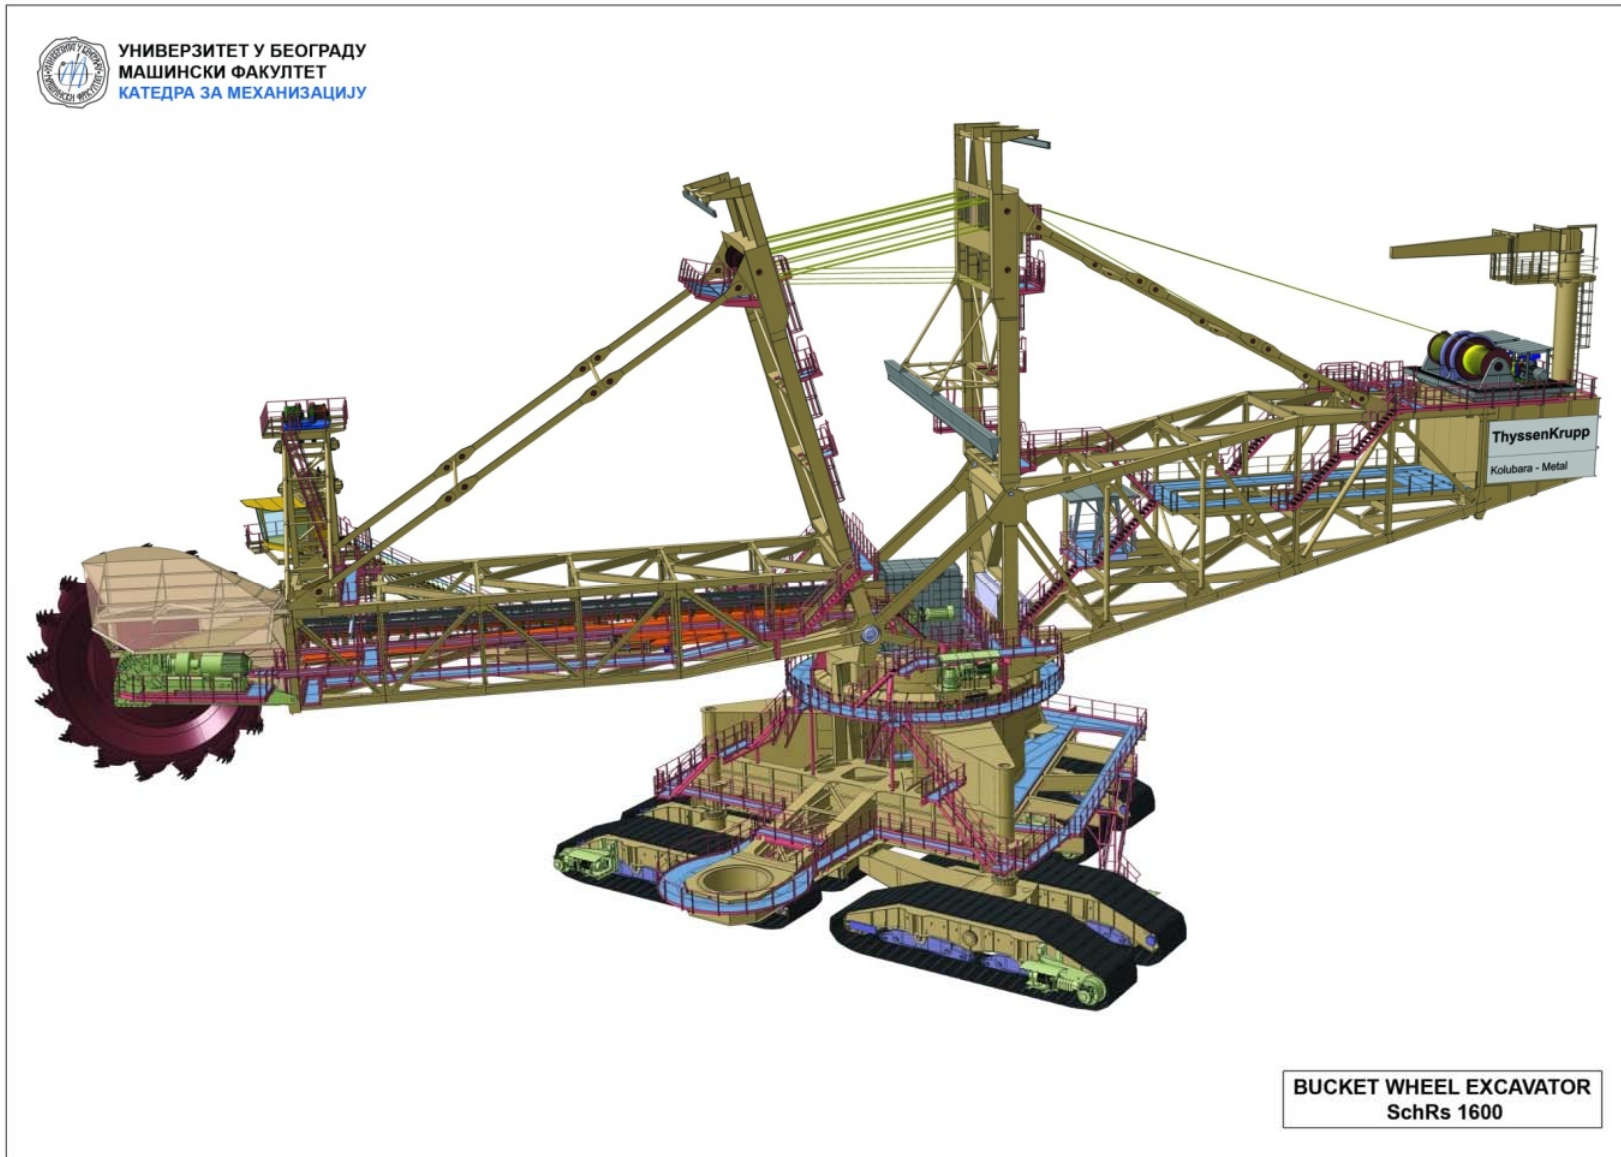 УНИВЕРЗИТЕТ У БЕОГРАДУ
МАШИНСКИ ФАКУЛТЕТ
КАТЕДРА ЗА МЕХАНИЗАЦИЈУ
ThyssenKrupp
Kolubara - Metal
BUCKET WHEEL EXCAVATOR
SchRs 1600